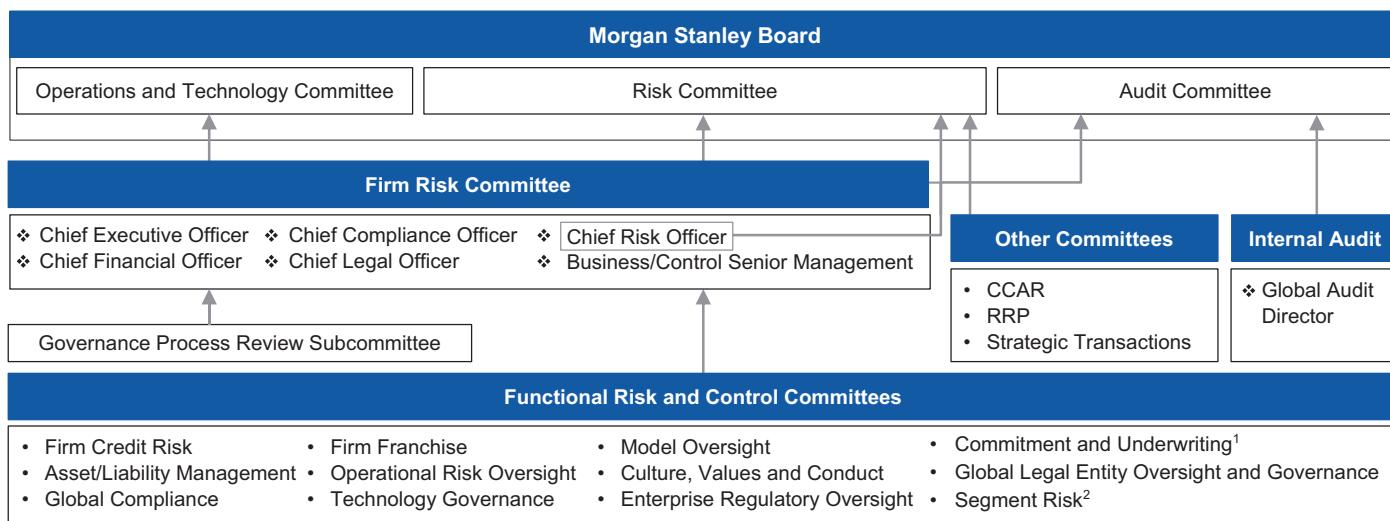 Morgan Stanley Board
Operations and Technology Committee
Risk Committee
Audit Committee
Firm Risk Committee
❖ Chief Executive Officer
❖ Chief Financial Officer
❖ Chief Compliance Officer
❖ Chief Legal Officer
❖ Chief Risk Officer
❖ Business/Control Senior Management
Other Committees
• CCAR
• RRP
• Strategic Transactions
Internal Audit
❖ Global Audit
Director
Governance Process Review Subcommittee
Functional Risk and Control Committees
• Firm Credit Risk
• Asset/Liability Management
• Global Compliance
• Firm Franchise
• Operational Risk Oversight
• Technology Governance
• Model Oversight
• Culture, Values and Conduct
• Enterprise Regulatory Oversight
• Commitment and Underwriting¹
• Global Legal Entity Oversight and Governance
• Segment Risk²